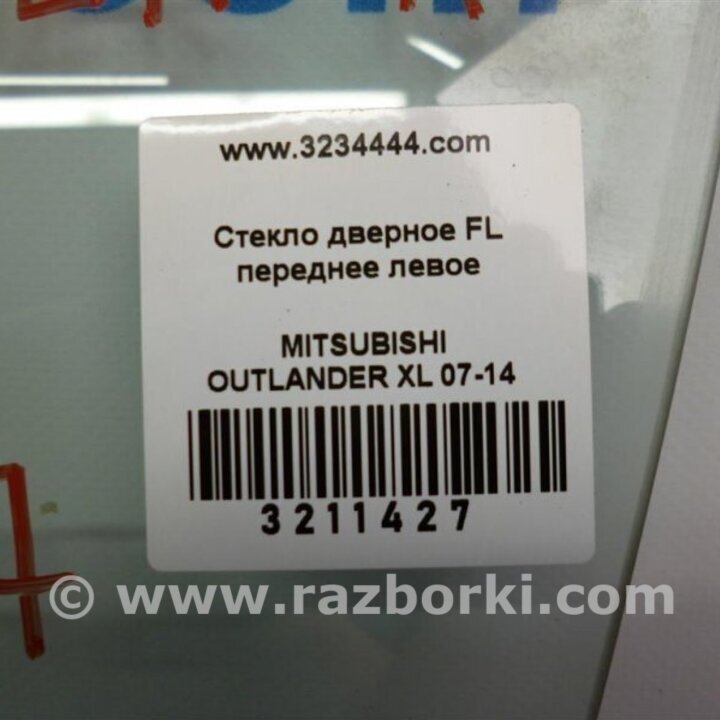 www.3234444.com
Стекло дверное FL
переднее левое
MITSUBISHI
OUTLANDER XL 07-14
3211427
© www.razborki.com